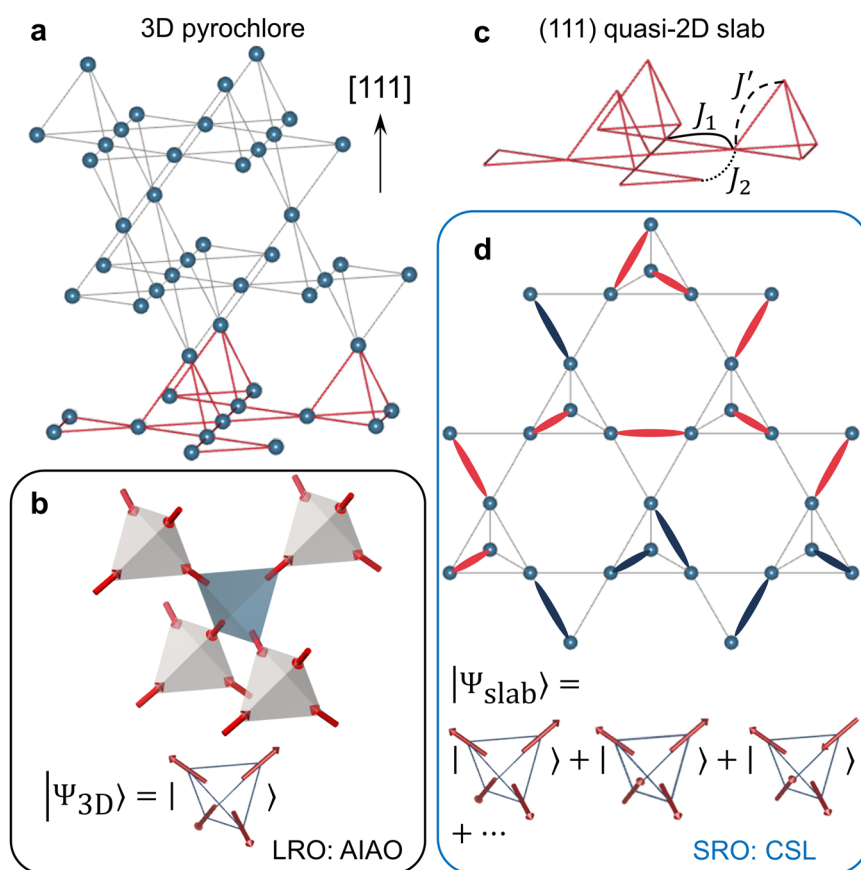 a 3D pyrochlore
[111]
b
|Ψ3D⟩ = | ⟩
LRO: AIAO
c (111) quasi-2D slab
J′
J1
J2
d
|Ψslab⟩ =
| ⟩ + | ⟩ + | ⟩
+ ⋯
SRO: CSL